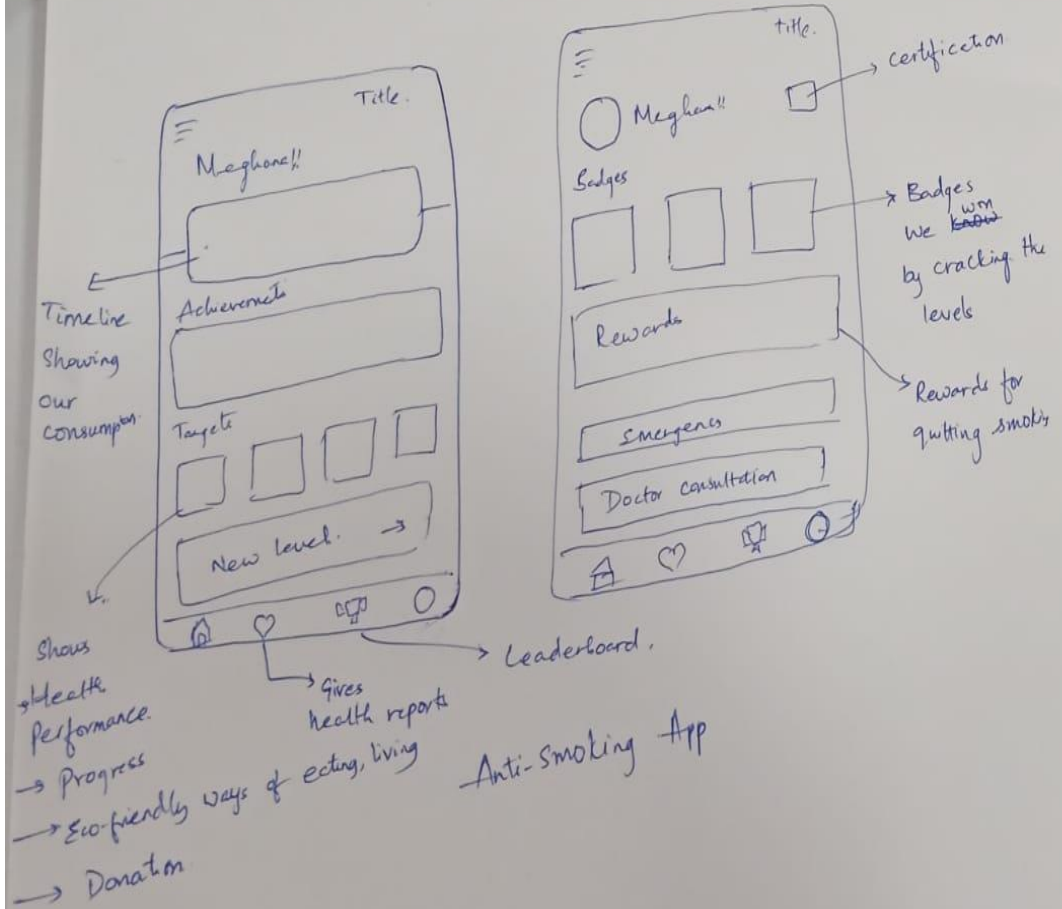 Title.
Meghana!!
Timeline
Showing
our
consumption.
Achievements
Targets
New level. →
Shows
→Health
Performance.
→ Progress
→ Eco-friendly ways of eating, living
→ Donation
Gives
health reports
Leaderboard.
Anti-Smoking App
title.
Meghana!!
certification
Badges
Badges
we know won
by cracking the
levels
Rewards
Rewards for
quitting smoking
Emergency
Doctor consultation